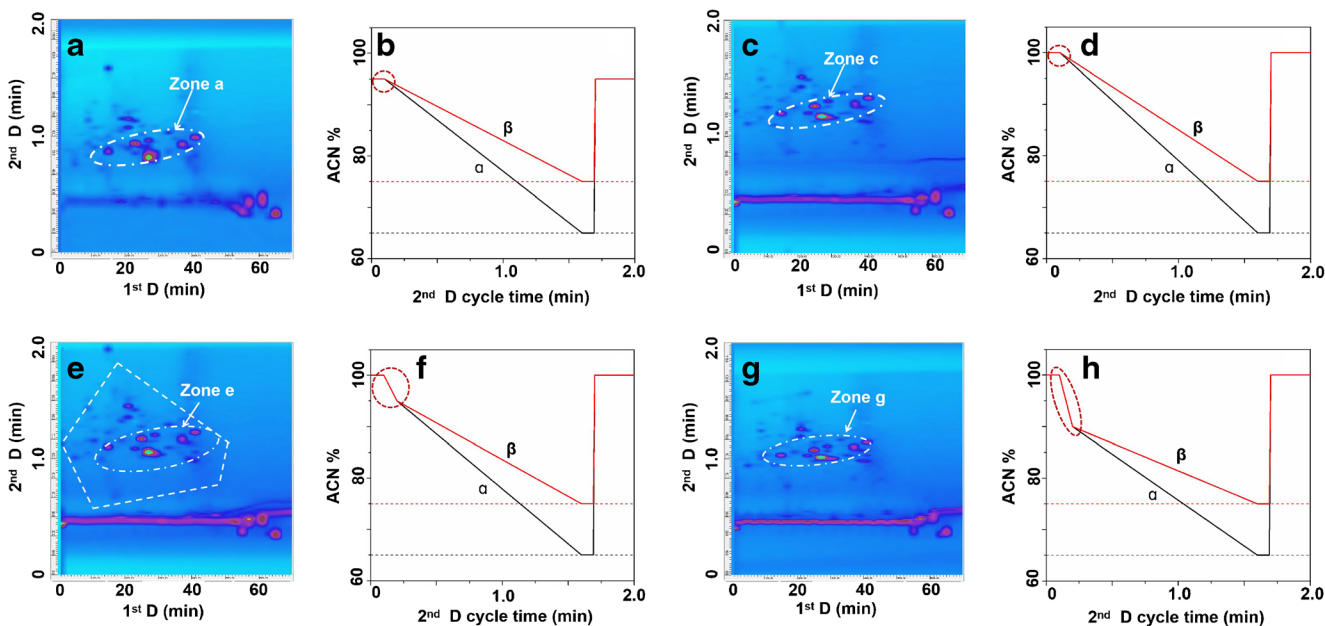 a
Zone a
2.0
1.0
0
2nd D (min)
0 20 40 60
1st D (min)
b
100
80
60
ACN %
β
α
0 1.0 2.0
2nd D cycle time (min)
c
Zone c
2.0
1.0
0
2nd D (min)
0 20 40 60
1st D (min)
d
100
80
60
ACN %
β
α
0 1.0 2.0
2nd D cycle time (min)
e
Zone e
2.0
1.0
0
2nd D (min)
0 20 40 60
1st D (min)
f
100
80
60
ACN %
β
α
0 1.0 2.0
2nd D cycle time (min)
g
Zone g
2.0
1.0
0
2nd D (min)
0 20 40 60
1st D (min)
h
100
80
60
ACN %
β
α
0 1.0 2.0
2nd D cycle time (min)